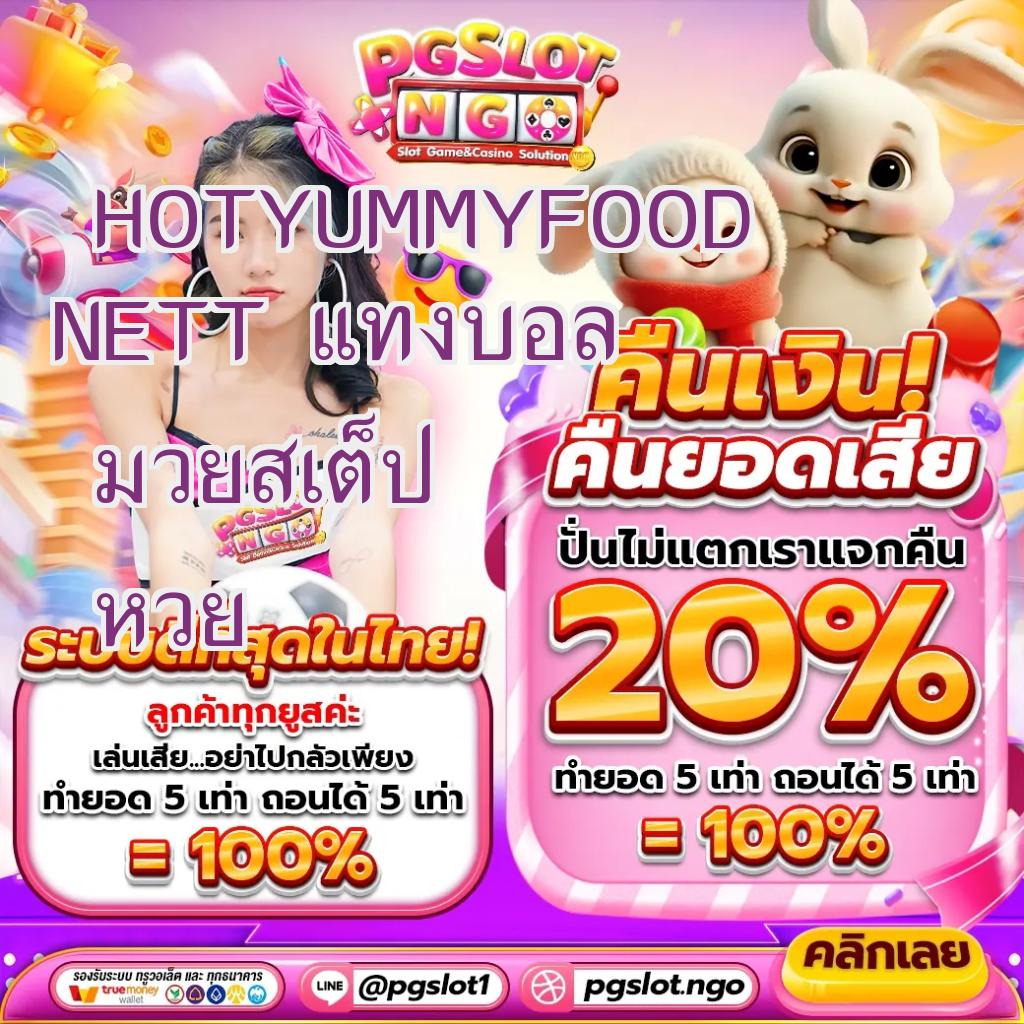 PGSLOT
NGO
Slot Game&Casino Solution
HOTYUMMYFOOD
NETT แทงบอล
มวยสเต็ป
หวย
คืนเงิน!
คืนยอดเสีย
ปั่นไม่แตกเราแจกคืน
20%
ทำยอด 5 เท่า ถอนได้ 5 เท่า
= 100%
PGSLOT
NGO
สุดในไทย!
ลูกค้าทุกยูสค่ะ
เล่นเสีย...อย่าไปกลัวเพียง
ทำยอด 5 เท่า ถอนได้ 5 เท่า
= 100%
คลิกเลย
รองรับระบบ ทรูวอเล็ต และ ทุกธนาคาร
truemoney
wallet
LINE @pgslot1
pgslot.ngo